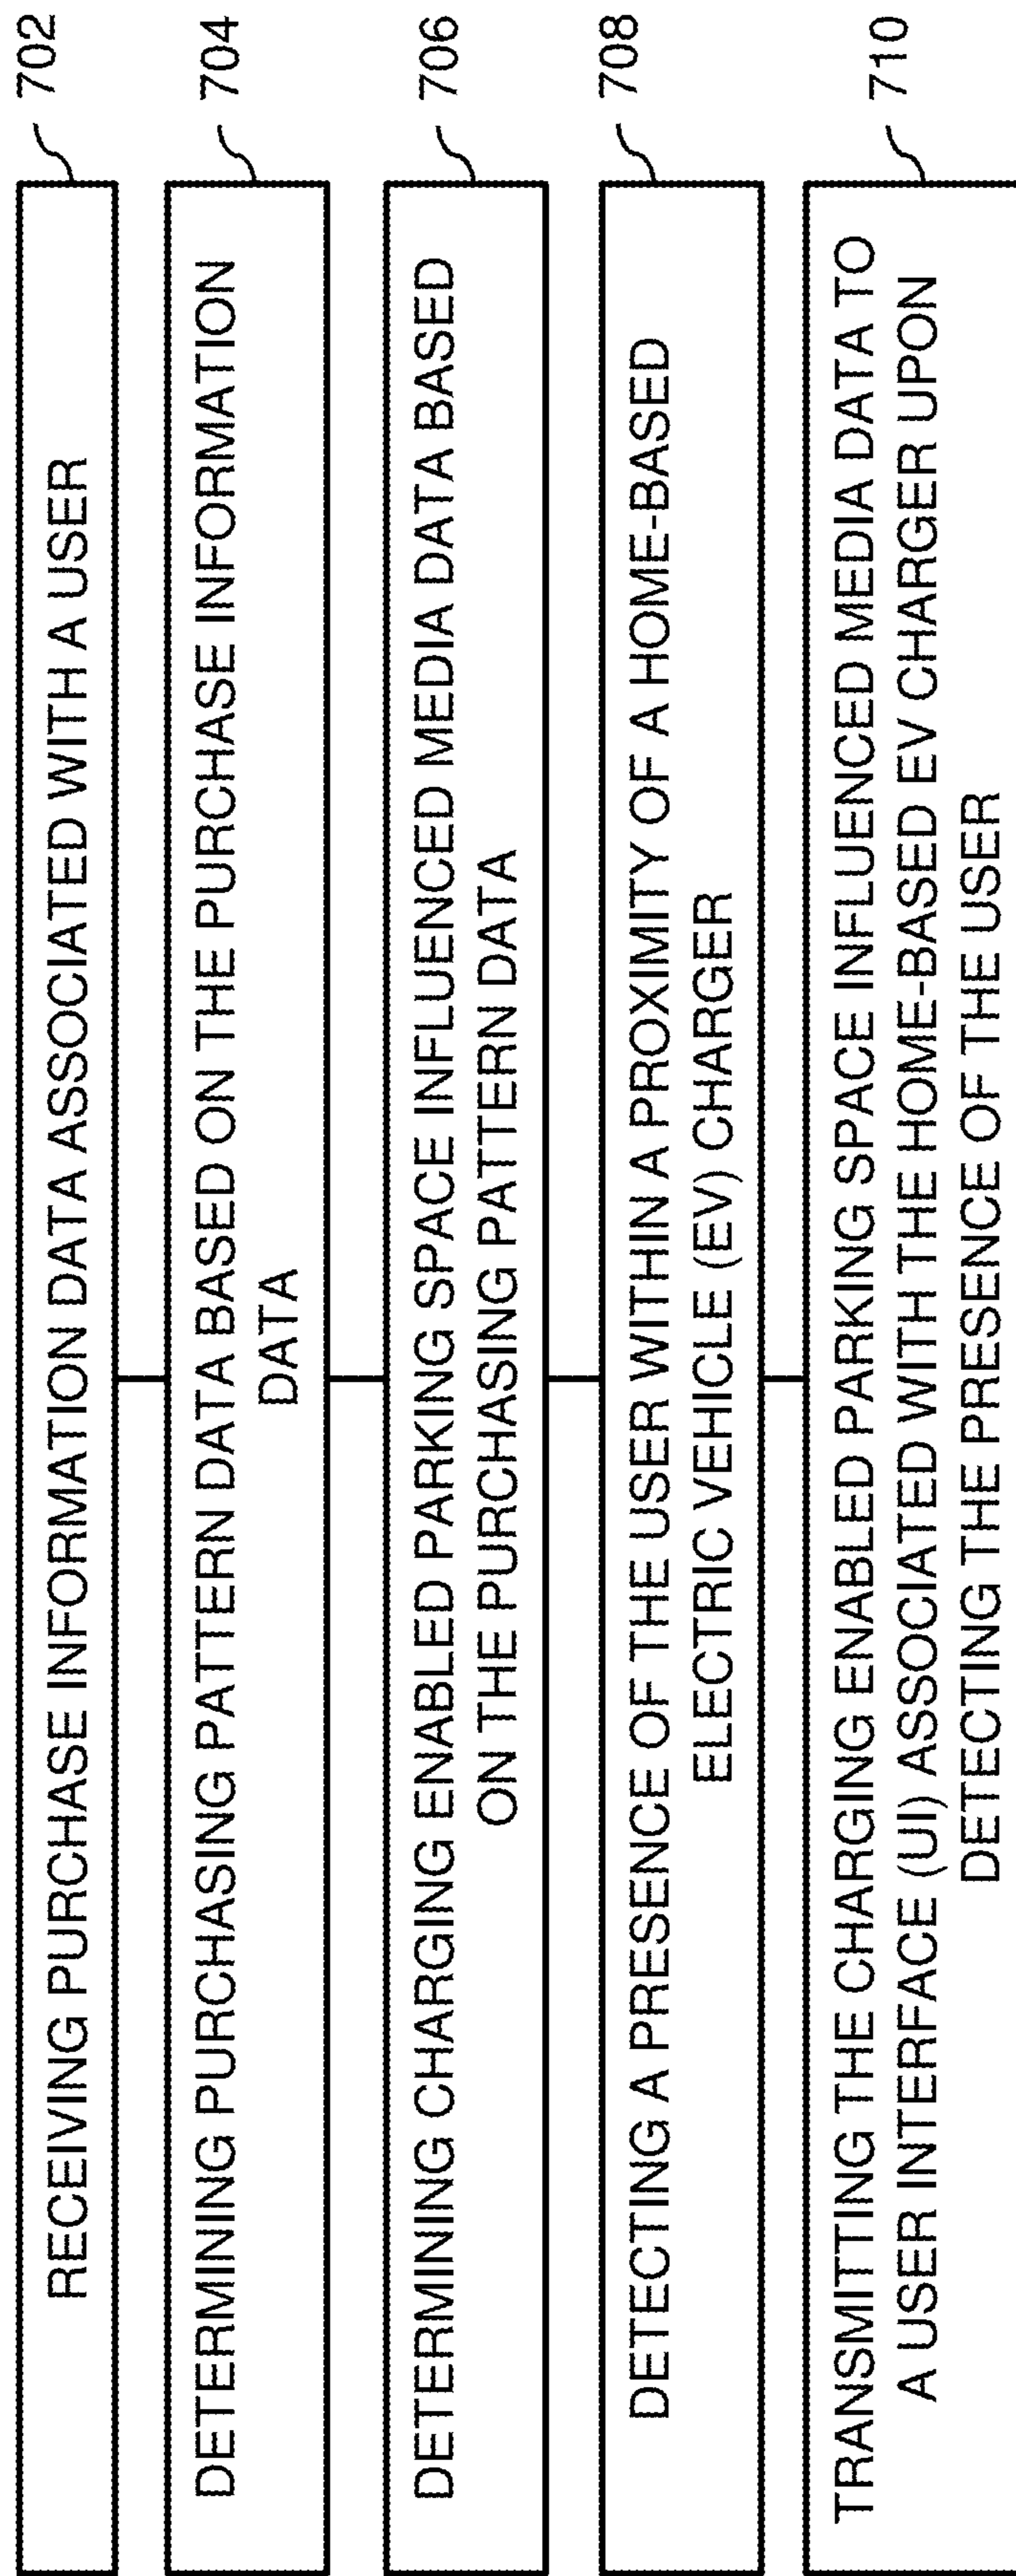 RECEIVING PURCHASE INFORMATION DATA ASSOCIATED WITH A USER
702
DETERMINING PURCHASING PATTERN DATA BASED ON THE PURCHASE INFORMATION
DATA
704
DETERMINING CHARGING ENABLED PARKING SPACE INFLUENCED MEDIA DATA BASED
ON THE PURCHASING PATTERN DATA
706
DETECTING A PRESENCE OF THE USER WITHIN A PROXIMITY OF A HOME-BASED
ELECTRIC VEHICLE (EV) CHARGER
708
TRANSMITTING THE CHARGING ENABLED PARKING SPACE INFLUENCED MEDIA DATA TO
A USER INTERFACE (UI) ASSOCIATED WITH THE HOME-BASED EV CHARGER UPON
DETECTING THE PRESENCE OF THE USER
710